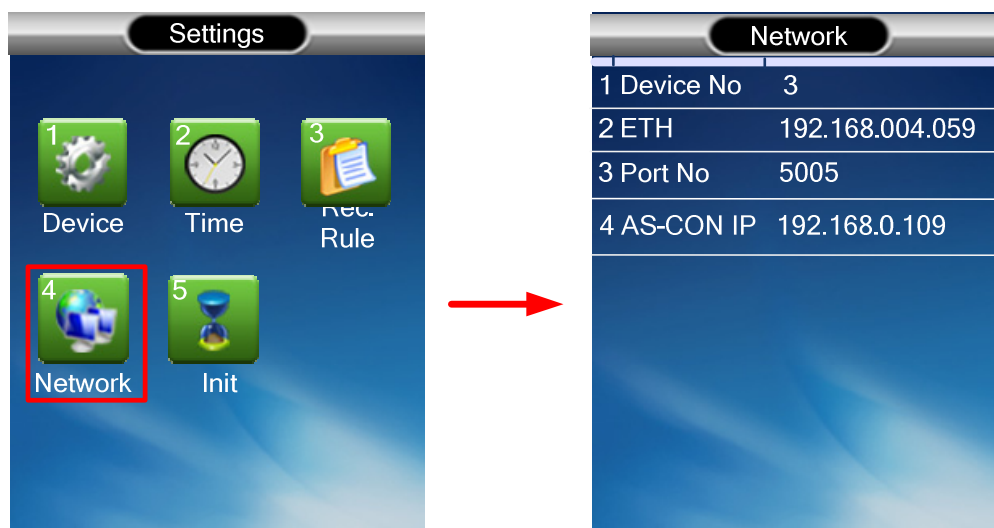 Settings
1
2
3
Device
Time
Rec.
Rule
4
5
Network
Init
Network
1 Device No 3
2 ETH 192.168.004.059
3 Port No 5005
4 AS-CON IP 192.168.0.109